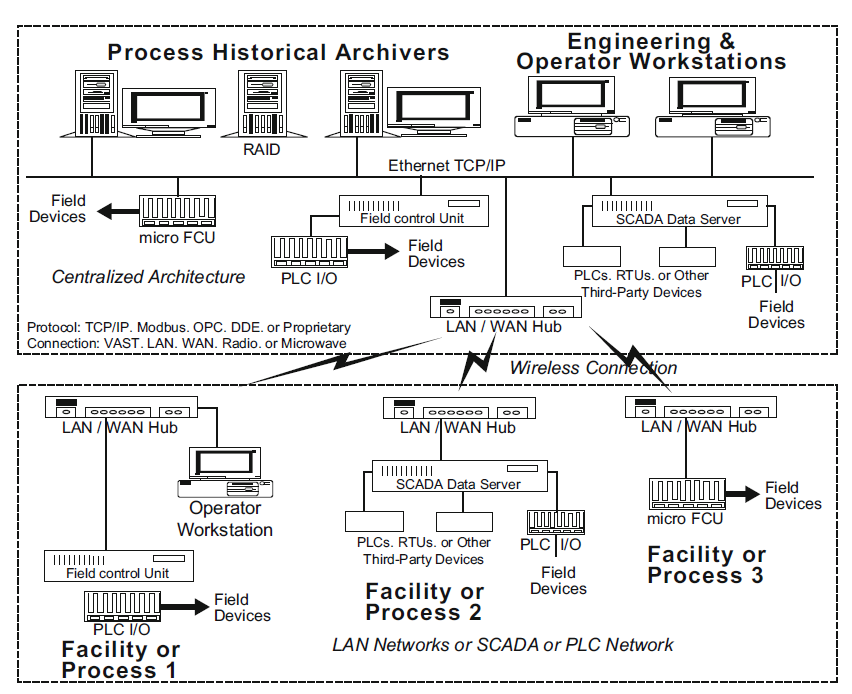 Process Historical Archivers
Engineering &
Operator Workstations
RAID
Ethernet TCP/IP
Field
Devices
micro FCU
Field control Unit
PLC I/O
Field
Devices
SCADA Data Server
PLCs. RTUs. or Other
Third-Party Devices
PLC I/O
Field
Devices
Centralized Architecture
Protocol: TCP/IP. Modbus. OPC. DDE. or Proprietary
Connection: VAST. LAN. WAN. Radio. or Microwave
LAN / WAN Hub
Wireless Connection
LAN / WAN Hub
Operator
Workstation
Field control Unit
PLC I/O
Field
Devices
Facility or
Process 1
LAN / WAN Hub
SCADA Data Server
PLCs. RTUs. or Other
Third-Party Devices
PLC I/O
Field
Devices
Facility or
Process 2
LAN / WAN Hub
micro FCU
Field
Devices
Facility or
Process 3
LAN Networks or SCADA or PLC Network